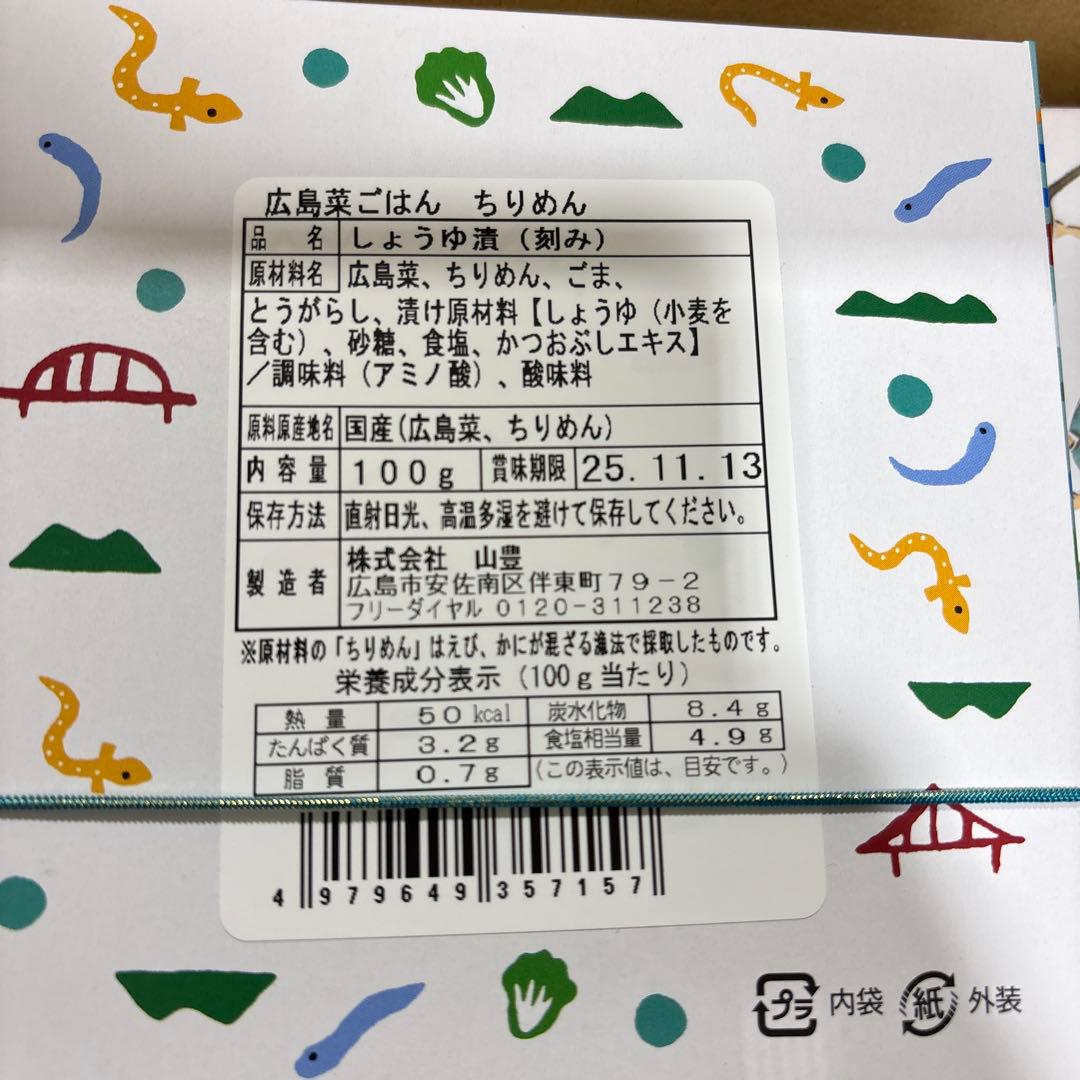 広島菜ごはん ちりめん
品名 しょうゆ漬（刻み）
原材料名 広島菜、ちりめん、ごま、
とうがらし、漬け原材料【しょうゆ（小麦を
含む）、砂糖、食塩、かつおぶしエキス】
／調味料（アミノ酸）、酸味料
原料原産地名 国産(広島菜、ちりめん)
内容量 100g 賞味期限 25.11.13
保存方法 直射日光、高温多湿を避けて保存してください。
製造者 株式会社 山豊
広島市安佐南区伴東町79－2
フリーダイヤル 0120-311238
※原材料の「ちりめん」はえび、かにが混ざる漁法で採取したものです。
栄養成分表示（100g当たり）
熱量 50kcal 炭水化物 8.4g
たんぱく質 3.2g 食塩相当量 4.9g
脂質 0.7g (この表示値は、目安です。)
4 979649 357157
プラ 内袋 紙 外装